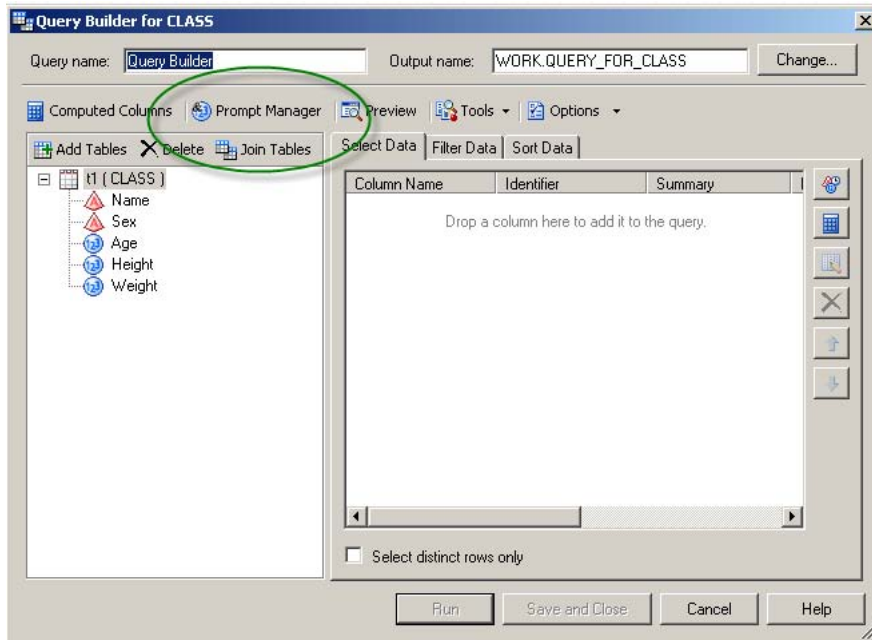 Query Builder for CLASS
Query name: Query Builder Output name: WORK.QUERY_FOR_CLASS Change...
Computed Columns Prompt Manager Preview Tools Options
Add Tables Delete Join Tables
t1 ( CLASS )
Name
Sex
Age
Height
Weight
Select Data Filter Data Sort Data
Column Name Identifier Summary
Drop a column here to add it to the query.
Select distinct rows only
Run Save and Close Cancel Help